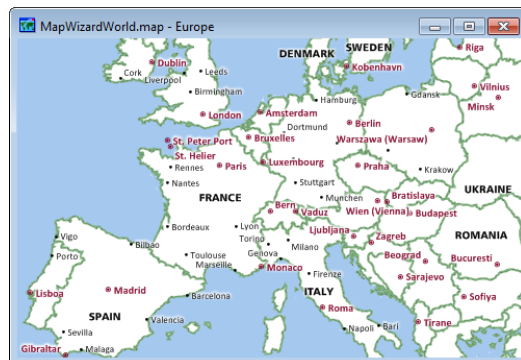 MapWizardWorld.map - Europe
DENMARK
SWEDEN
Riga
Dublin
Kobenhavn
Cork
Leeds
Liverpool
Vilnius
Birmingham
Gdansk
Hamburg
Minsk
London
Amsterdam
Berlin
Dortmund
St. Peter Port
Bruxelles
Warszawa (Warsaw)
St. Helier
Paris
Luxembourg
Praha
Krakow
Rennes
Nantes
Stuttgart
Bratislava
UKRAINE
FRANCE
Munchen
Bern
Vaduz
Wien (Vienna)
Budapest
Bordeaux
Lyon
Ljubljana
ROMANIA
Vigo
Bilbao
Torino
Milano
Zagreb
Porto
Toulouse
Genova
Beograd
Bucuresti
Marseille
Monaco
Firenze
Sarajevo
Lisboa
Madrid
Barcelona
ITALY
Sofiya
SPAIN
Valencia
Roma
Tirane
Sevilla
Napoli
Bari
Gibraltar
Malaga